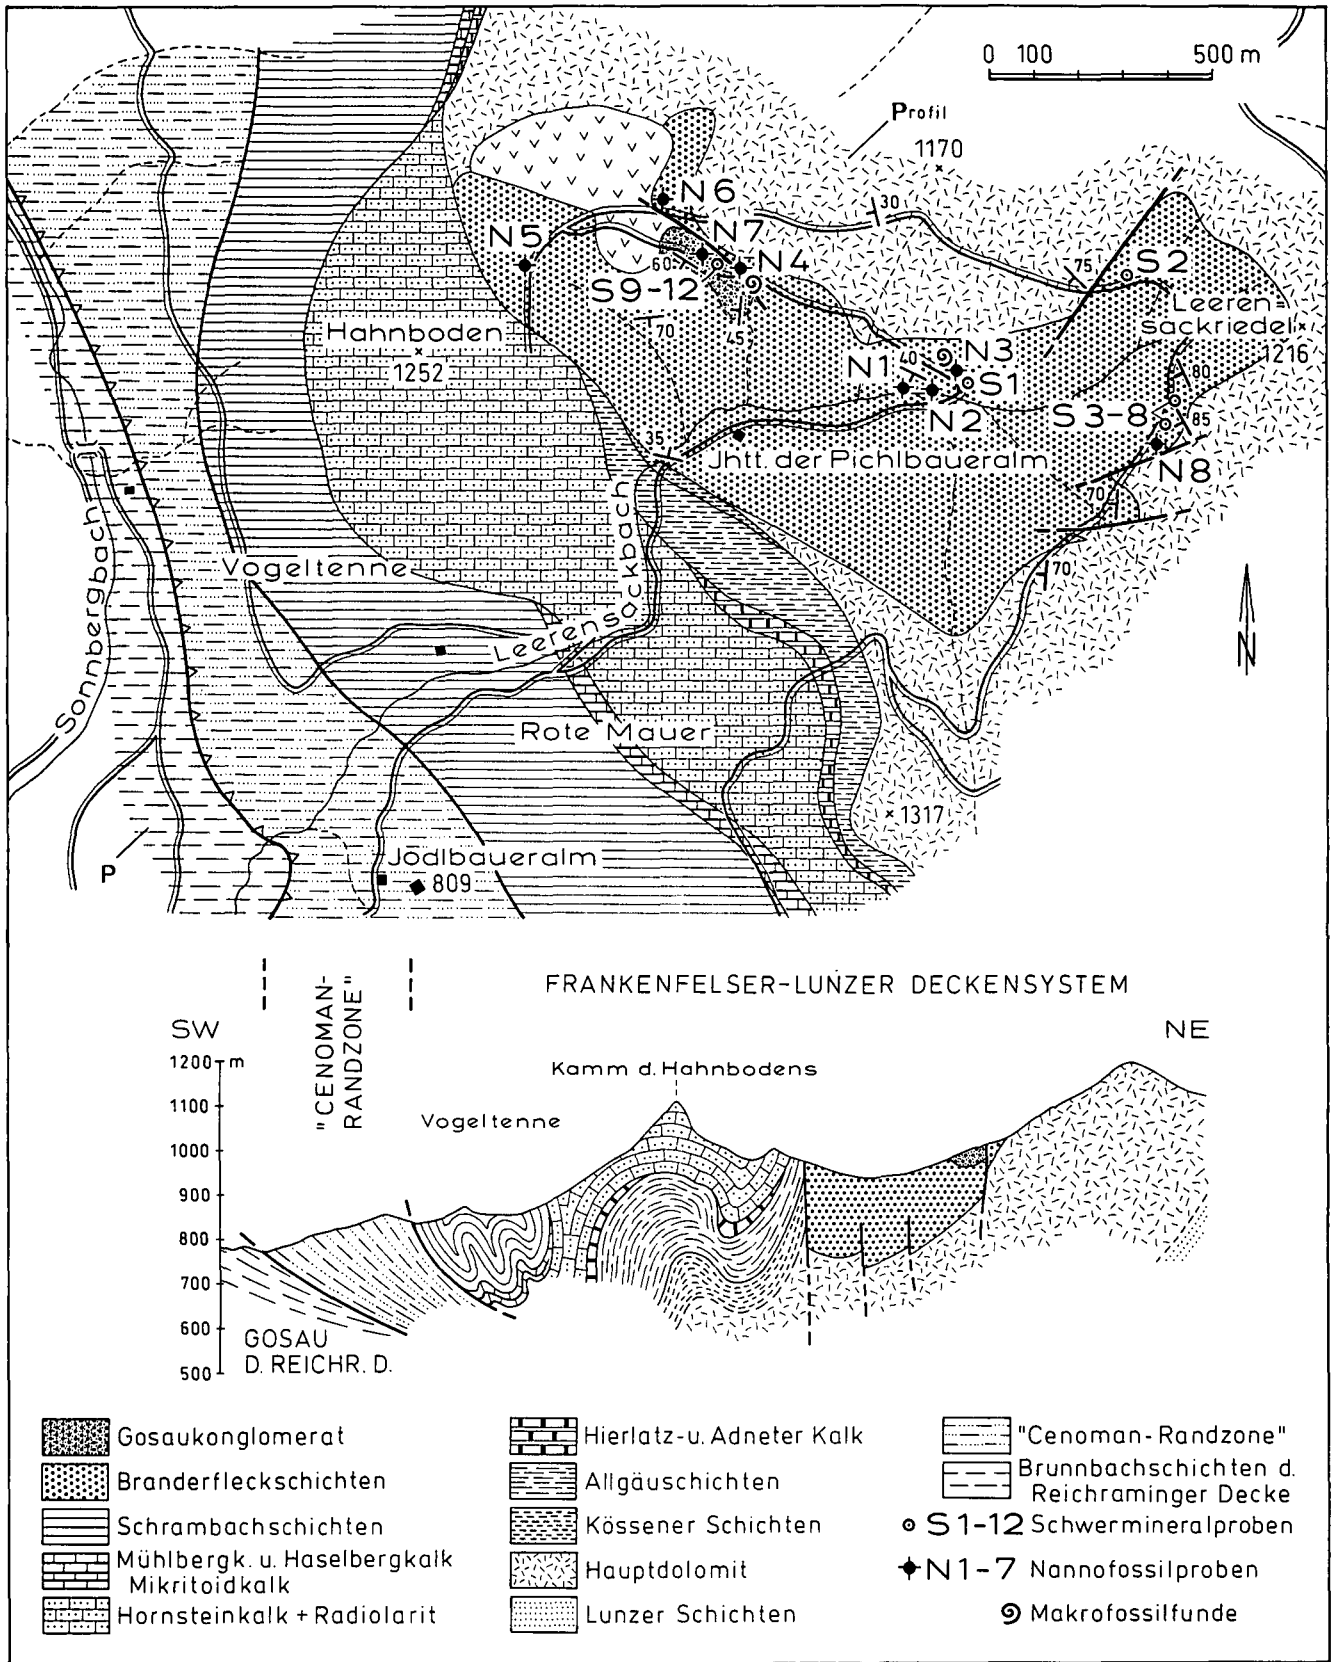 0 100 500 m
Profil
1170
N6
30
N5
N7
60
N4
75
S2
S9-12
Leeren=
sackriedel
1216
70
45
Hahnboden
1252
N1
40
N3
S1
80
N2
S3-8
85
35
Jhtt. der Pichlbaueralm
N8
70
Leerensackbach
Sonnbergbach
Vogeltenne
70
N
Rote Mauer
1317
P
Jodlbaueralm
809
"CENOMAN-
RANDZONE"
FRANKENFELSER-LUNZER DECKENSYSTEM
SW
NE
1200 m
Kamm d. Hahnbodens
1100
Vogeltenne
1000
900
800
700
600
GOSAU
D. REICHR. D.
500
Gosaukonglomerat
Branderfleckschichten
Schrambachschichten
Mühlbergk. u. Haselbergkalk
Mikritoidkalk
Hornsteinkalk + Radiolarit
Hierlatz-u. Adneter Kalk
Allgäuschichten
Kössener Schichten
Hauptdolomit
Lunzer Schichten
"Cenoman-Randzone"
Brunnbachschichten d.
Reichraminger Decke
S1-12 Schwermineralproben
N1-7 Nannofossilproben
Makrofossilfunde